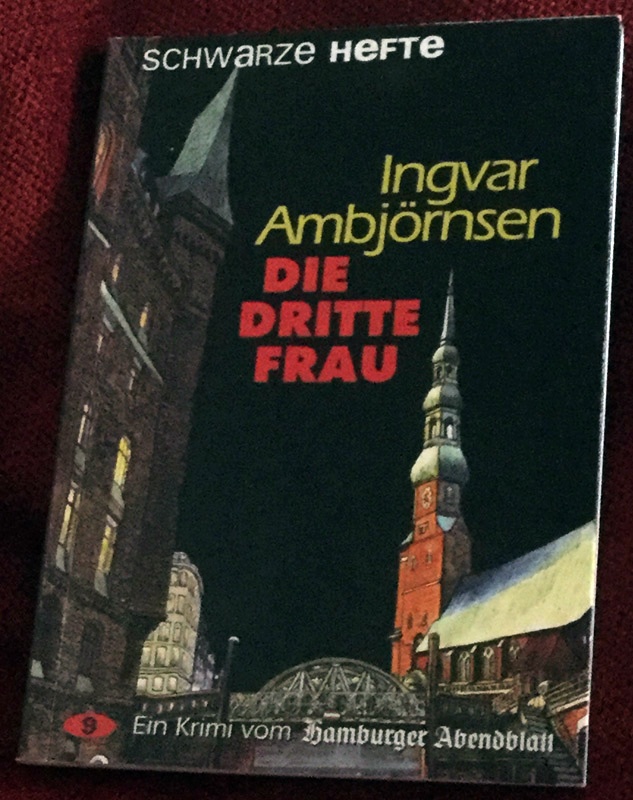 SCHWARZE HEFTE
Ingvar
Ambjörnsen
DIE
DRITTE
FRAU
9
Ein Krimi vom Hamburger Abendblatt